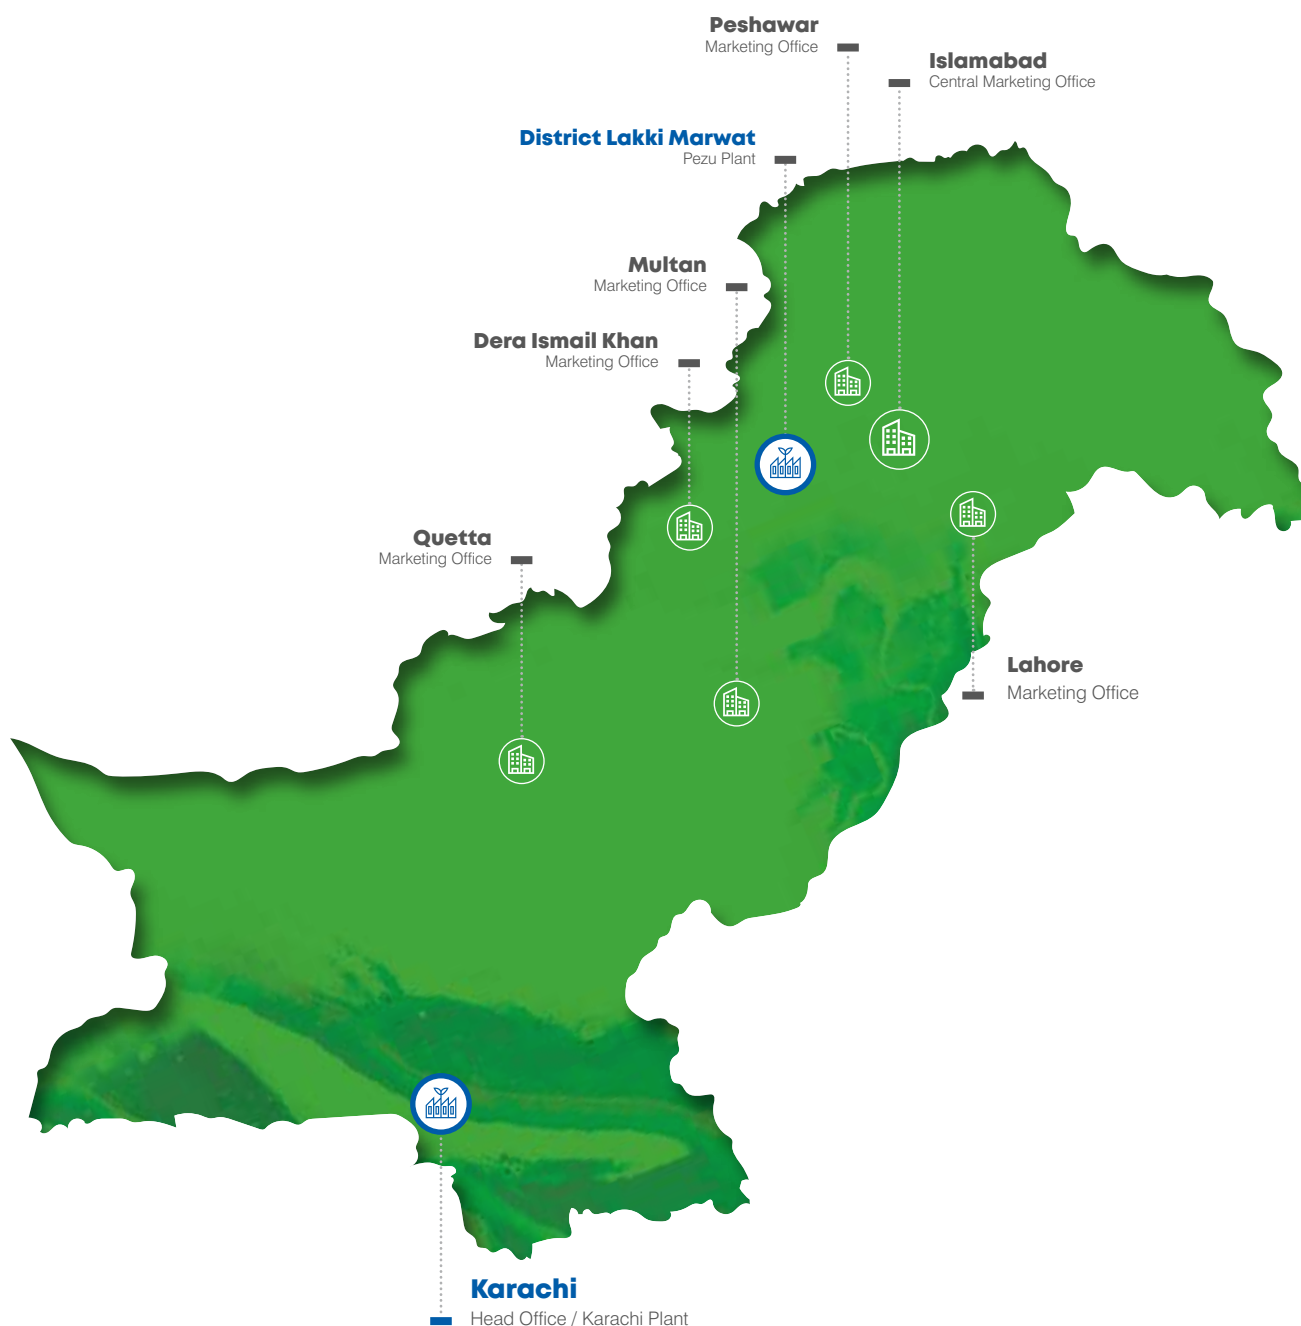 Peshawar
Marketing Office
Islamabad
Central Marketing Office
District Lakki Marwat
Pezu Plant
Multan
Marketing Office
Dera Ismail Khan
Marketing Office
Quetta
Marketing Office
Lahore
Marketing Office
Karachi
Head Office / Karachi Plant